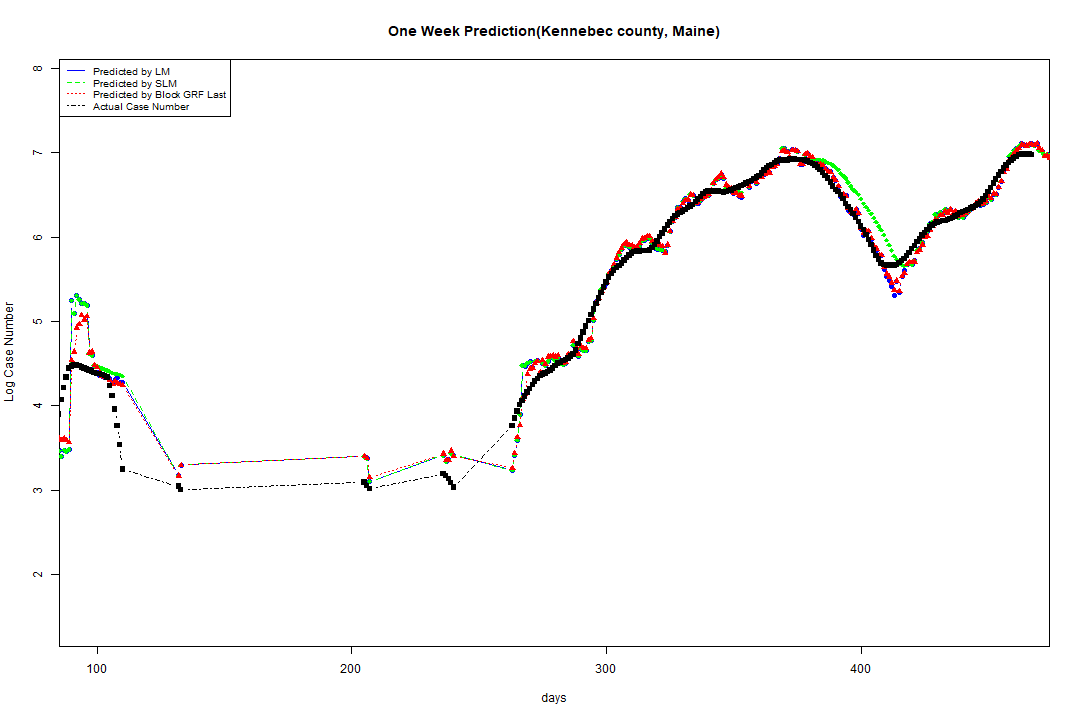 One Week Prediction(Kennebec county, Maine)
Predicted by LM
Predicted by SLM
Predicted by Block GRF Last
Actual Case Number
8
7
6
5
4
3
2
Log Case Number
100 200 300 400
days